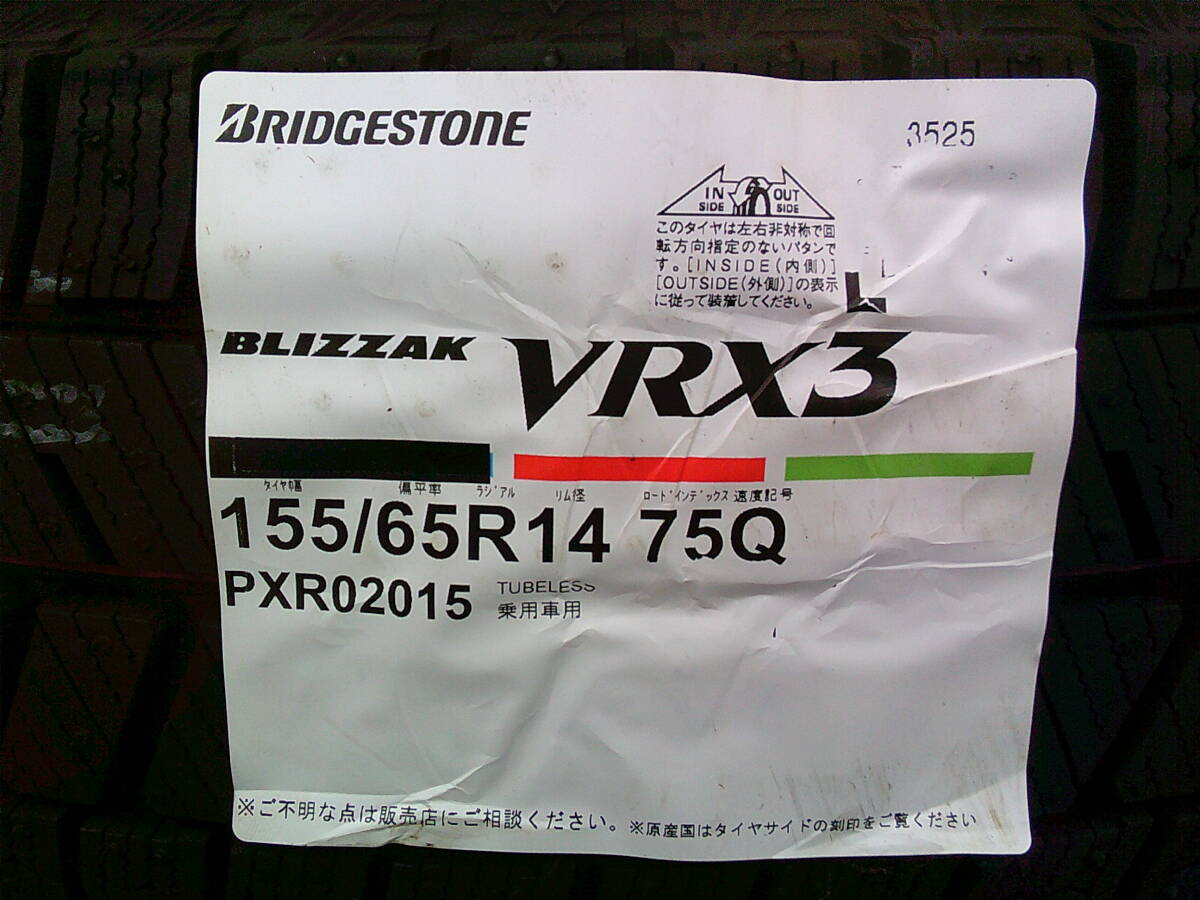 BRIDGESTONE
3525
IN SIDE OUT SIDE
このタイヤは左右非対称で回
転方向指定のないパタンで
す。[INSIDE(内側)]
[OUTSIDE(外側)]の表示
に従って装着してください。
BLIZZAK VRX3
タイヤ巾 偏平率 ラジアル リム径 ロードインデックス 速度記号
155/65R14 75Q
PXR02015 TUBELESS
乗用車用
※ご不明な点は販売店にご相談ください。※原産国はタイヤサイドの刻印をご覧ください